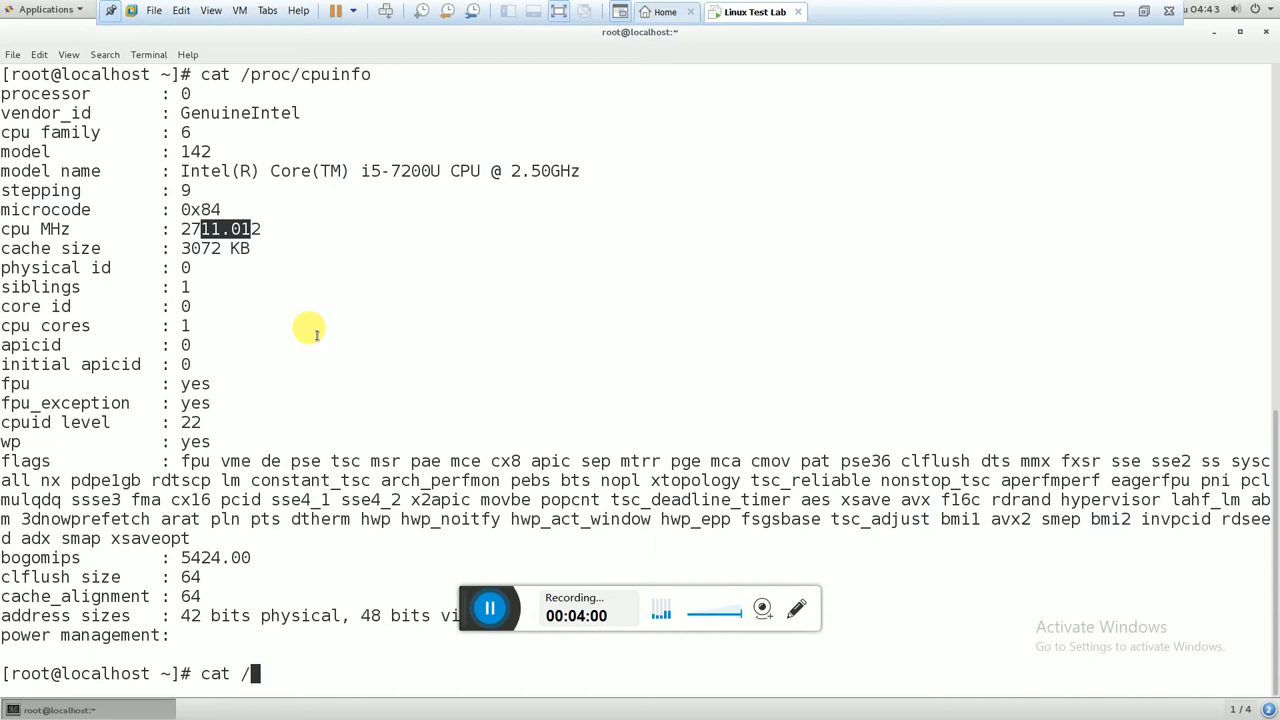 Applications
File Edit View VM Tabs Help
Home
Linux Test Lab
u 04:43
root@localhost:~
File Edit View Search Terminal Help
[root@localhost ~]# cat /proc/cpuinfo
processor : 0
vendor_id : GenuineIntel
cpu family : 6
model : 142
model name : Intel(R) Core(TM) i5-7200U CPU @ 2.50GHz
stepping : 9
microcode : 0x84
cpu MHz : 2711.012
cache size : 3072 KB
physical id : 0
siblings : 1
core id : 0
cpu cores : 1
apicid : 0
initial apicid : 0
fpu : yes
fpu_exception : yes
cpuid level : 22
wp : yes
flags : fpu vme de pse tsc msr pae mce cx8 apic sep mtrr pge mca cmov pat pse36 clflush dts mmx fxsr sse sse2 ss sysc
all nx pdpe1gb rdtscp lm constant_tsc arch_perfmon pebs bts nopl xtopology tsc_reliable nonstop_tsc aperfmperf eagerfpu pni pcl
mulqdq ssse3 fma cx16 pcid sse4_1 sse4_2 x2apic movbe popcnt tsc_deadline_timer aes xsave avx f16c rdrand hypervisor lahf_lm ab
m 3dnowprefetch arat pln pts dtherm hwp hwp_noitfy hwp_act_window hwp_epp fsgsbase tsc_adjust bmi1 avx2 smep bmi2 invpcid rdsee
d adx smap xsaveopt
bogomips : 5424.00
clflush size : 64
cache_alignment : 64
address sizes : 42 bits physical, 48 bits vi
power management:
Recording...
00:04:00
Activate Windows
Go to Settings to activate Windows.
[root@localhost ~]# cat /
root@localhost:~
1 / 4
2